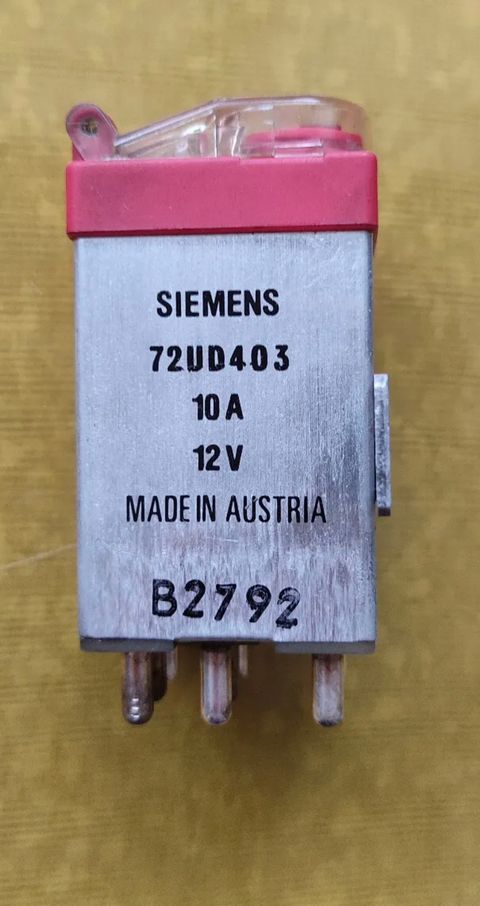 SIEMENS
72UD403
10A
12V
MADE IN AUSTRIA
B2792